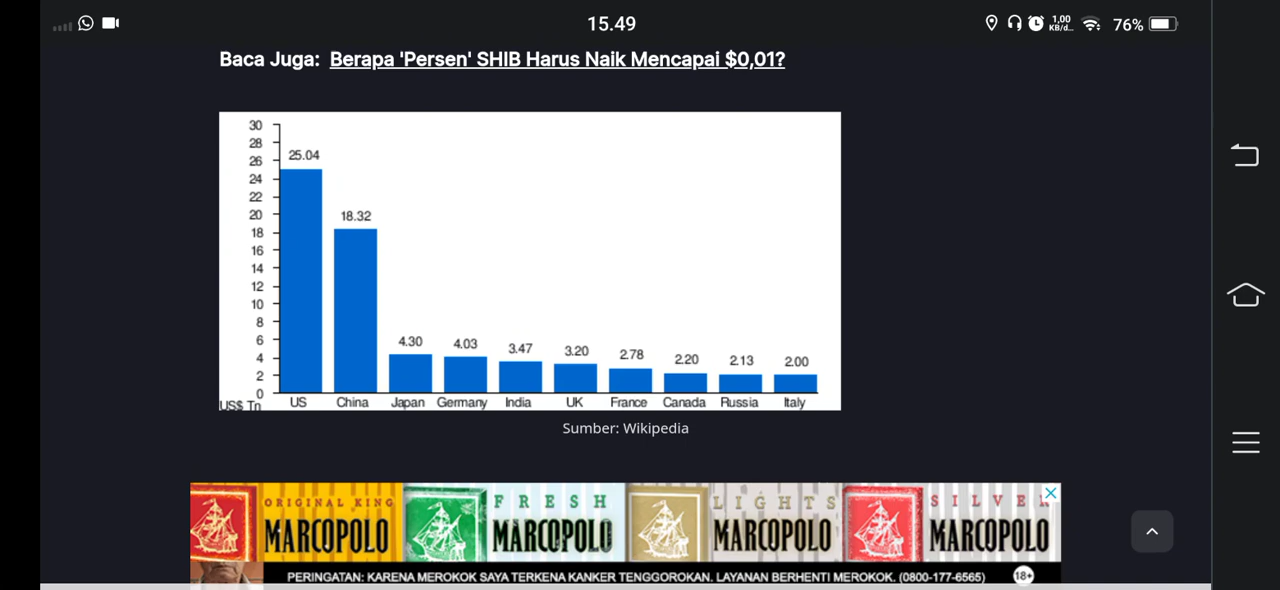 15.49
1,00
KB/d...
76%
Baca Juga: Berapa 'Persen' SHIB Harus Naik Mencapai $0,01?
30
28
26
24
22
20
18
16
14
12
10
8
6
4
2
0
25.04
18.32
4.30
4.03
3.47
3.20
2.78
2.20
2.13
2.00
US$ Tn
US China Japan Germany India UK France Canada Russia Italy
Sumber: Wikipedia
ORIGINAL KING
MARCOPOLO
FRESH
MARCOPOLO
LIGHTS
MARCOPOLO
SILVER
MARCOPOLO
PERINGATAN: KARENA MEROKOK SAYA TERKENA KANKER TENGGOROKAN. LAYANAN BERHENTI MEROKOK. (0800-177-6565)
18+